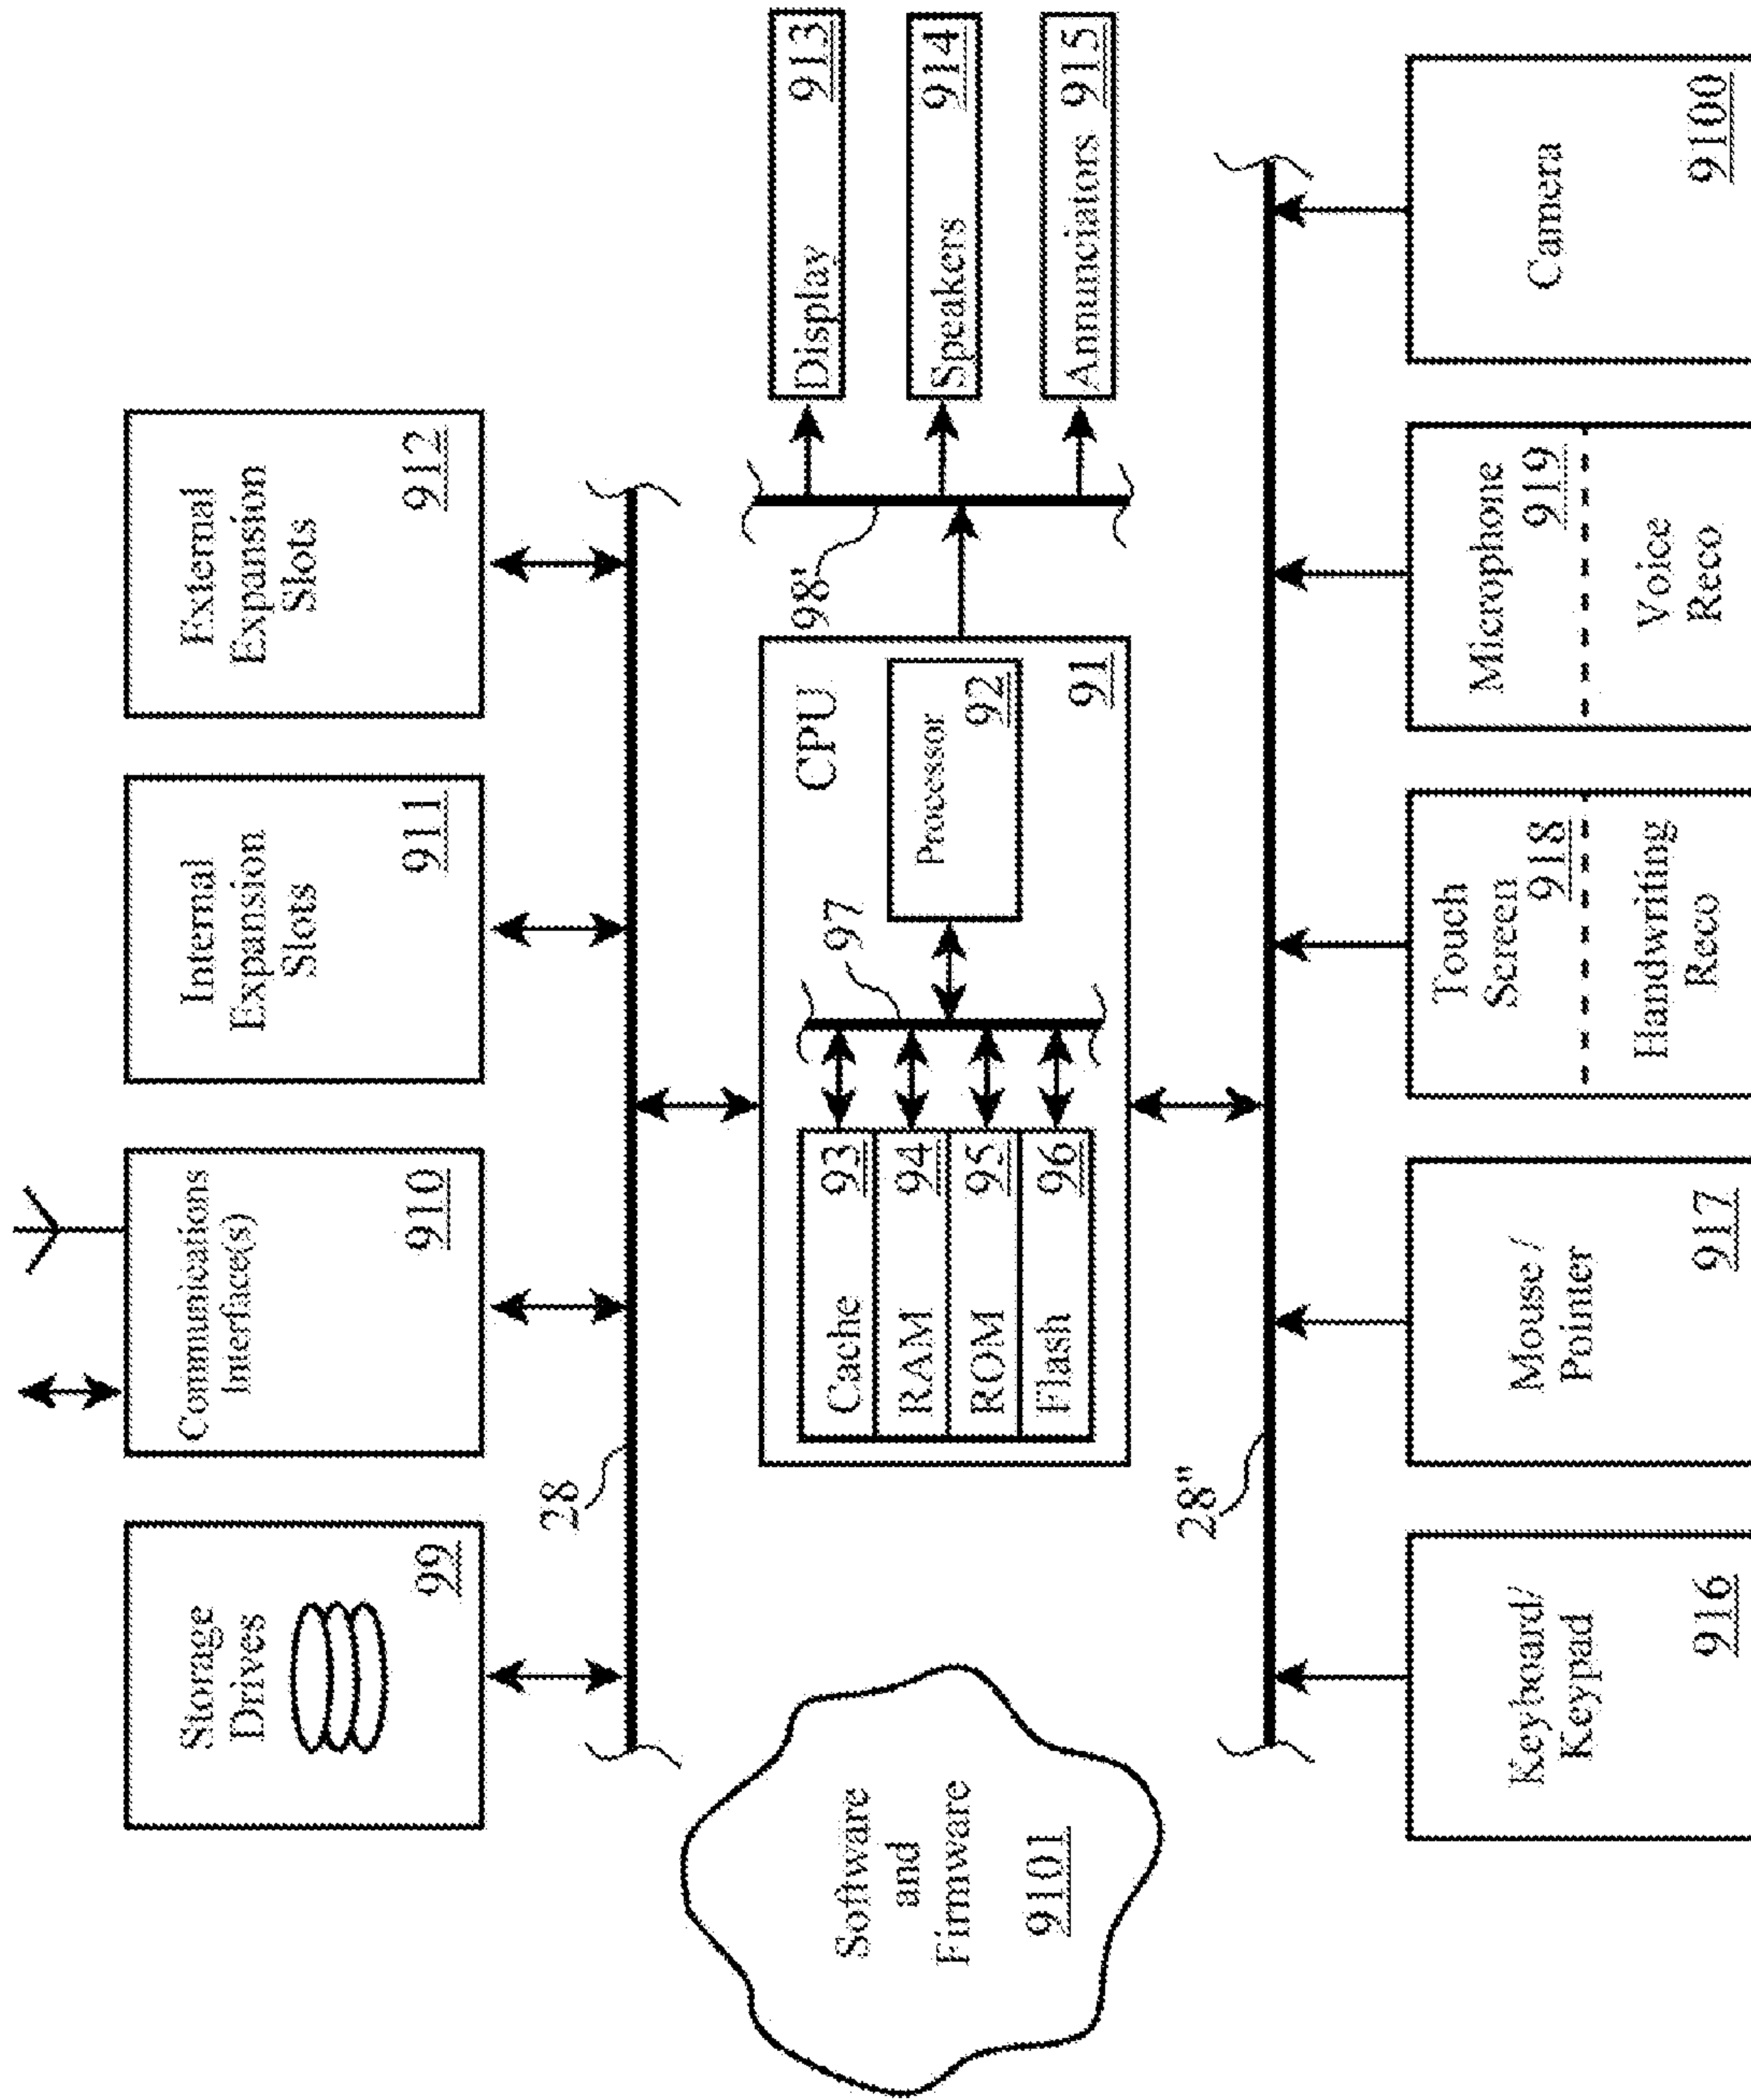 Storage
Drives
99
Communications
Interface(s)
910
Internal
Expansion
Slots
911
External
Expansion
Slots
912
28
Software
and
Firmware
9101
CPU
Cache 93
RAM 94
ROM 95
Flash 96
97
Processor
92
91
98'
Display 913
Speakers 914
Annunciators 915
28"
Keyboard/
Keypad
916
Mouse /
Pointer
917
Touch
Screen
918
Handwriting
Reco
Microphone
919
Voice
Reco
Camera
9100